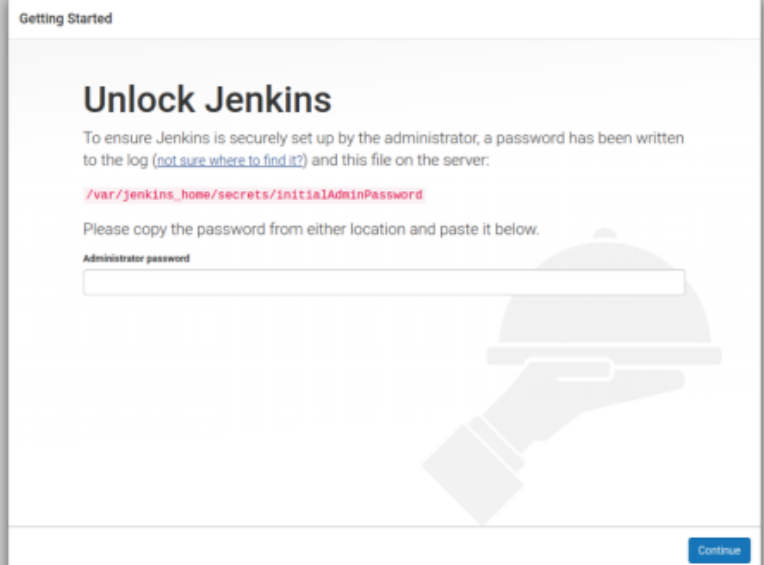 Getting Started
Unlock Jenkins
To ensure Jenkins is securely set up by the administrator, a password has been written
to the log (not sure where to find it?) and this file on the server:
/var/jenkins_home/secrets/initialAdminPassword
Please copy the password from either location and paste it below.
Administrator password
Continue